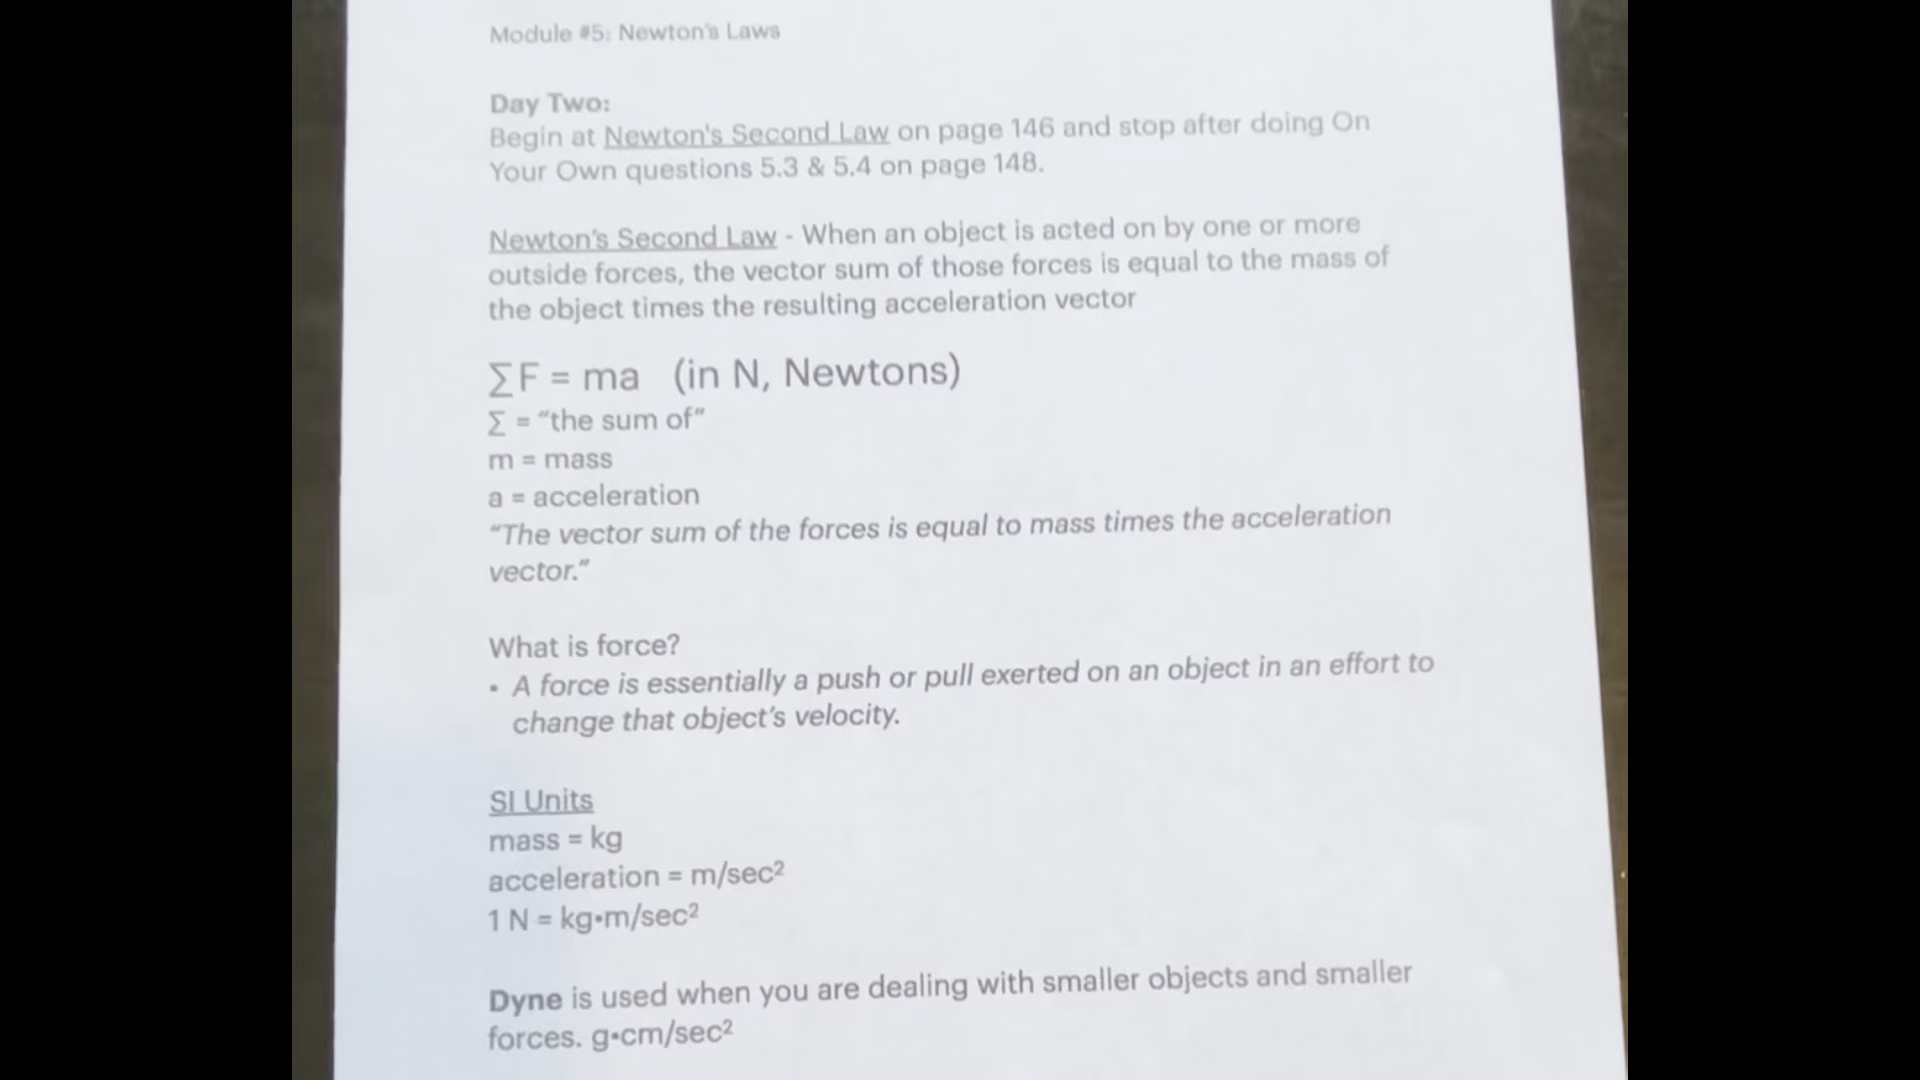 Module #5: Newton's Laws
Day Two:
Begin at Newton's Second Law on page 146 and stop after doing On
Your Own questions 5.3 & 5.4 on page 148.
Newton's Second Law - When an object is acted on by one or more
outside forces, the vector sum of those forces is equal to the mass of
the object times the resulting acceleration vector
∑F = ma (in N, Newtons)
∑ = “the sum of”
m = mass
a = acceleration
“The vector sum of the forces is equal to mass times the acceleration
vector.”
What is force?
• A force is essentially a push or pull exerted on an object in an effort to
change that object’s velocity.
SI Units
mass = kg
acceleration = m/sec²
1 N = kg•m/sec²
Dyne is used when you are dealing with smaller objects and smaller
forces. g•cm/sec²